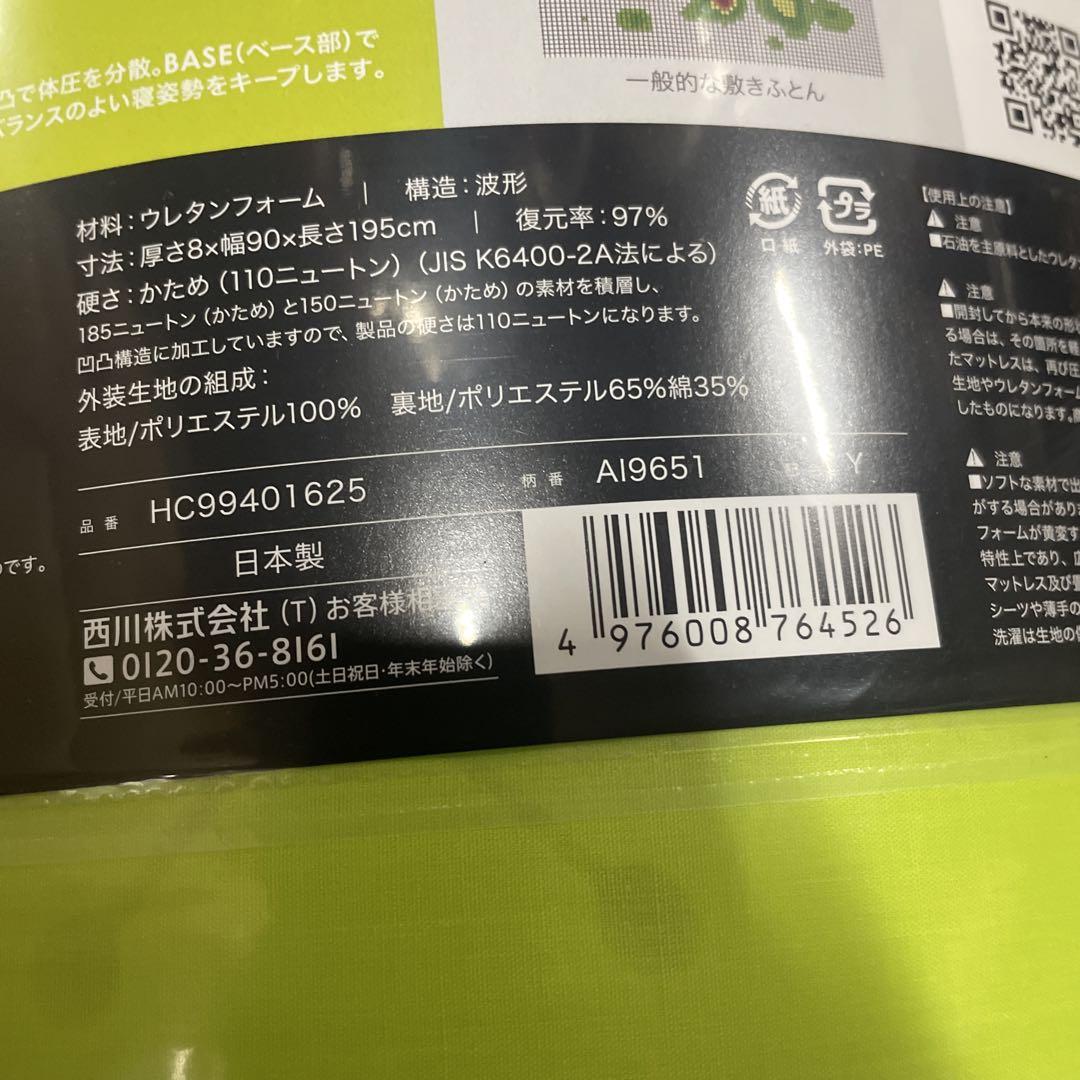 凸で体圧を分散。BASE(ベース部)で
バランスのよい寝姿勢をキープします。
一般的な敷きふとん
材料:ウレタンフォーム | 構造:波形
寸法:厚さ8×幅90×長さ195cm | 復元率:97%
硬さ:かため(110ニュートン)(JIS K6400-2A法による)
185ニュートン(かため)と150ニュートン(かため)の素材を積層し、
凹凸構造に加工していますので、製品の硬さは110ニュートンになります。
外装生地の組成:
表地/ポリエステル100% 裏地/ポリエステル65%綿35%
品番 HC99401625 柄番 AI9651 Y
日本製
のです。
西川株式会社(T)お客様相
0120-36-8161
受付/平日AM10:00〜PM5:00(土日祝日・年末年始除く)
4 976008 764526
紙
口紙
プラ
外袋:PE
【使用上の注意】
注意
■石油を主原料としたウレタ
注意
■開封してから本来の形
る場合は、その箇所を軽
たマットレスは、再び圧
生地やウレタンフォーム
したものになります。
注意
■ソフトな素材で出
がする場合があり
フォームが黄変す
特性上であり、
マットレス及び畳
シーツや薄手の
洗濯は生地の